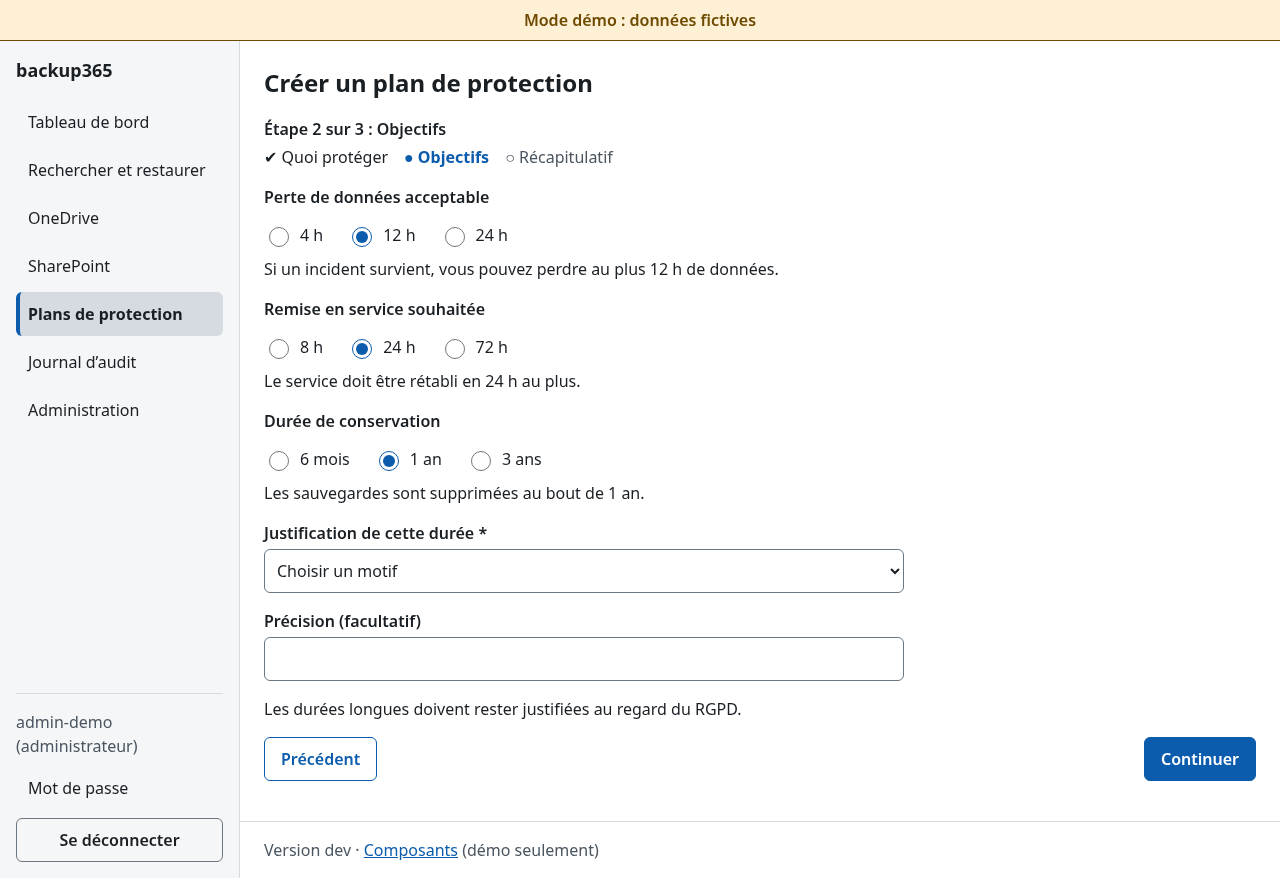 Mode démo : données fictives
backup365
Tableau de bord
Rechercher et restaurer
OneDrive
SharePoint
Plans de protection
Journal d’audit
Administration
admin-demo
(administrateur)
Mot de passe
Se déconnecter
Créer un plan de protection
Étape 2 sur 3 : Objectifs
✔ Quoi protéger ● Objectifs ○ Récapitulatif
Perte de données acceptable
4 h 12 h 24 h
Si un incident survient, vous pouvez perdre au plus 12 h de données.
Remise en service souhaitée
8 h 24 h 72 h
Le service doit être rétabli en 24 h au plus.
Durée de conservation
6 mois 1 an 3 ans
Les sauvegardes sont supprimées au bout de 1 an.
Justification de cette durée *
Choisir un motif
Précision (facultatif)
Les durées longues doivent rester justifiées au regard du RGPD.
Précédent Continuer
Version dev · Composants (démo seulement)